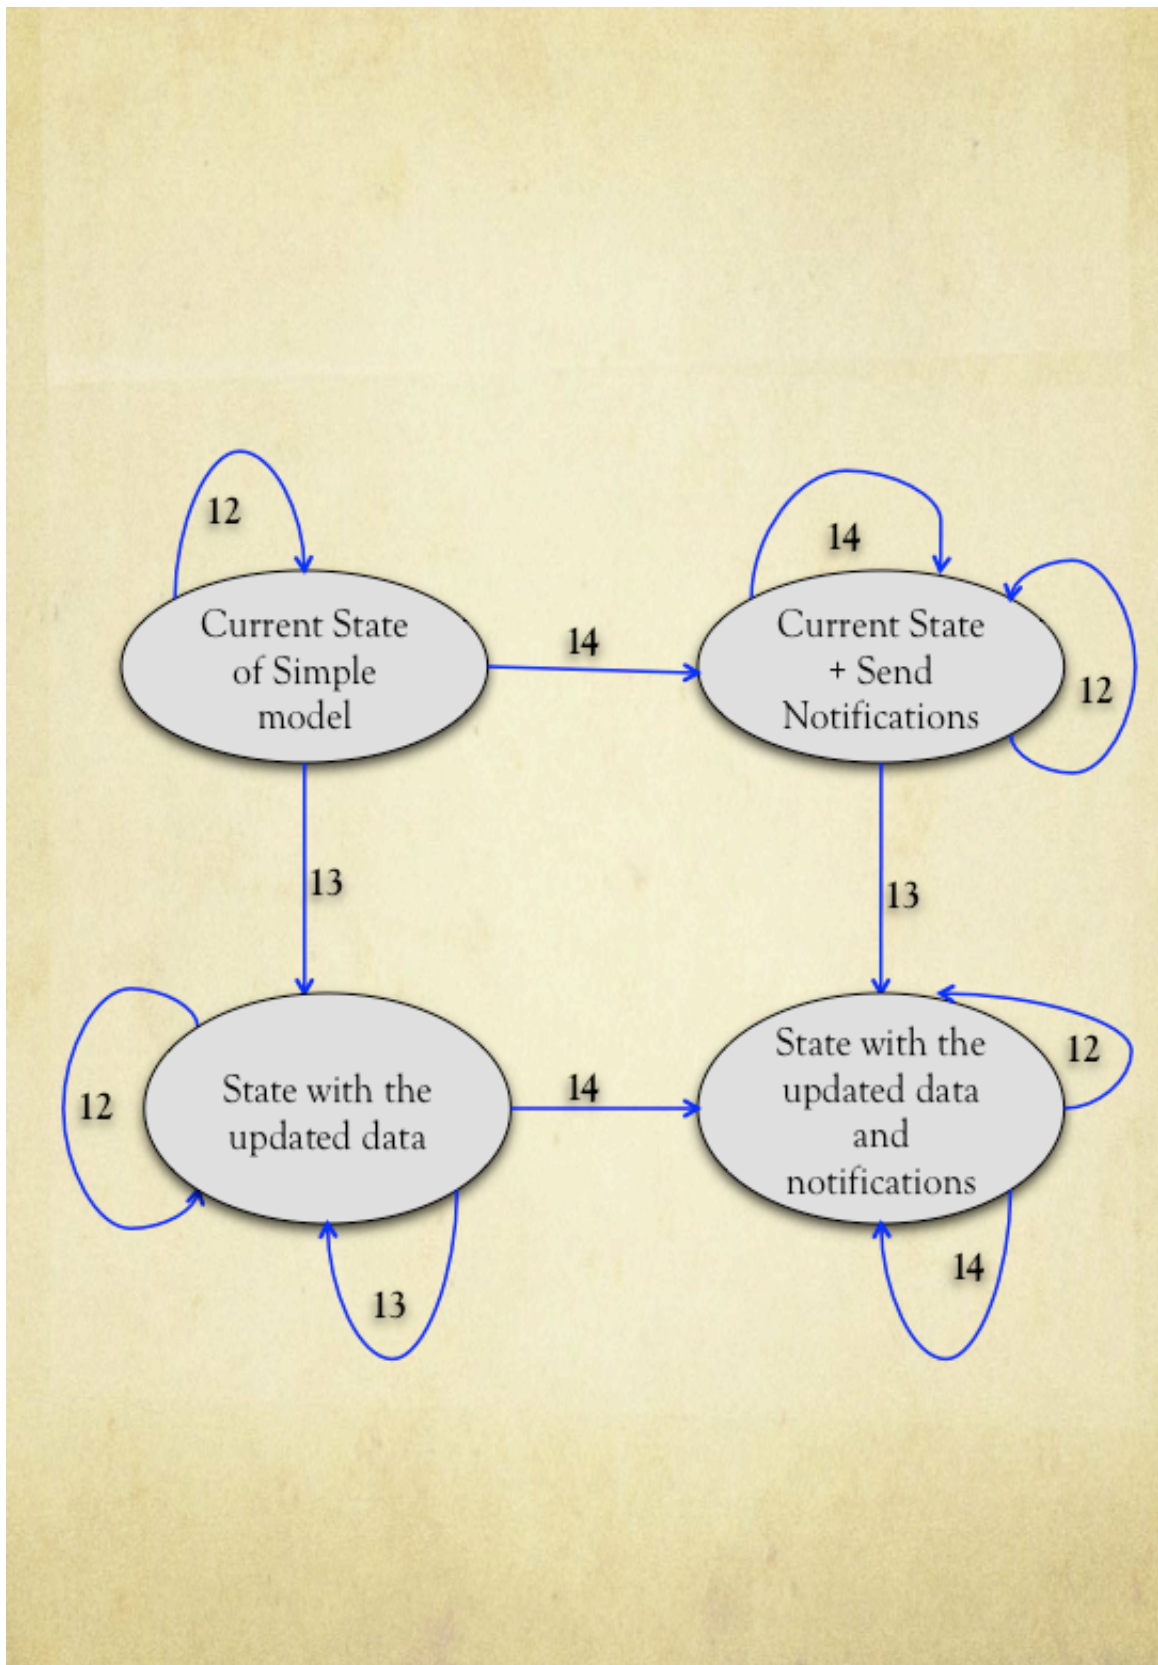 12
14
Current State
of Simple
model
14
Current State
+ Send
Notifications
12
13
13
12
State with the
updated data
14
State with the
updated data
and
notifications
12
13
14